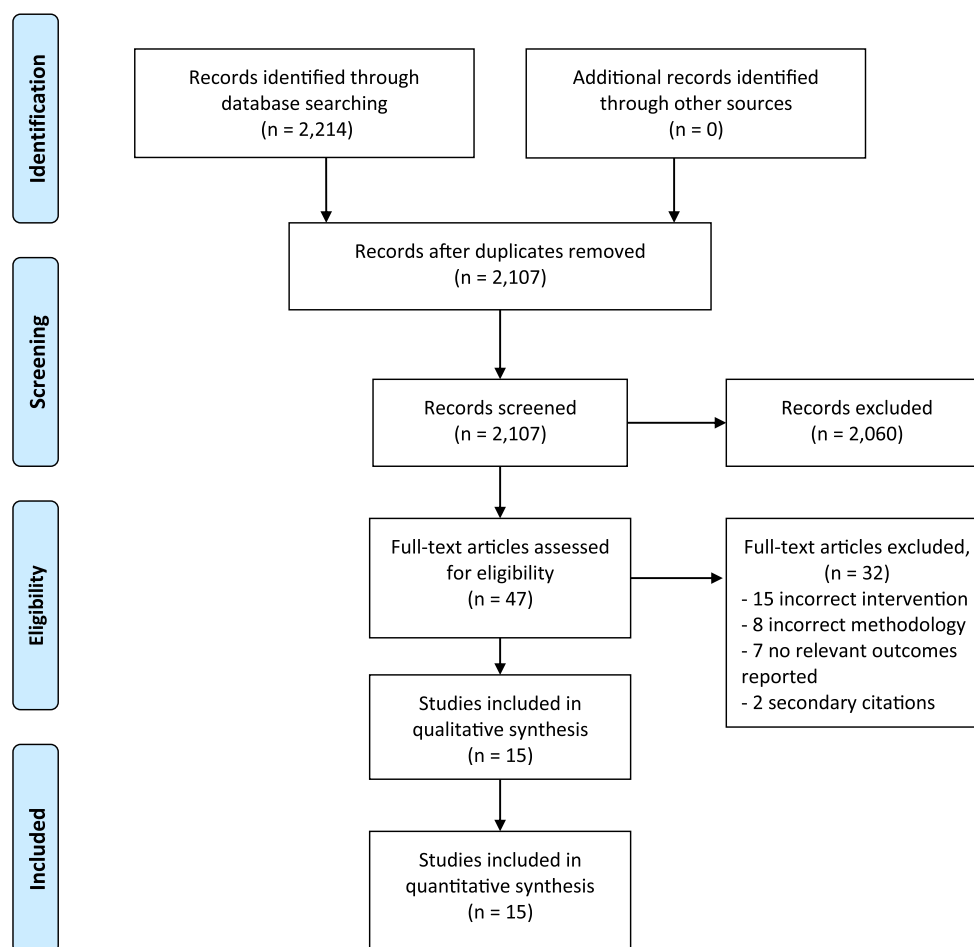 Identification
Records identified through
database searching
(n = 2,214)
Additional records identified
through other sources
(n = 0)
Records after duplicates removed
(n = 2,107)
Screening
Records screened
(n = 2,107)
Records excluded
(n = 2,060)
Eligibility
Full-text articles assessed
for eligibility
(n = 47)
Full-text articles excluded,
(n = 32)
- 15 incorrect intervention
- 8 incorrect methodology
- 7 no relevant outcomes
reported
- 2 secondary citations
Studies included in
qualitative synthesis
(n = 15)
Included
Studies included in
quantitative synthesis
(n = 15)